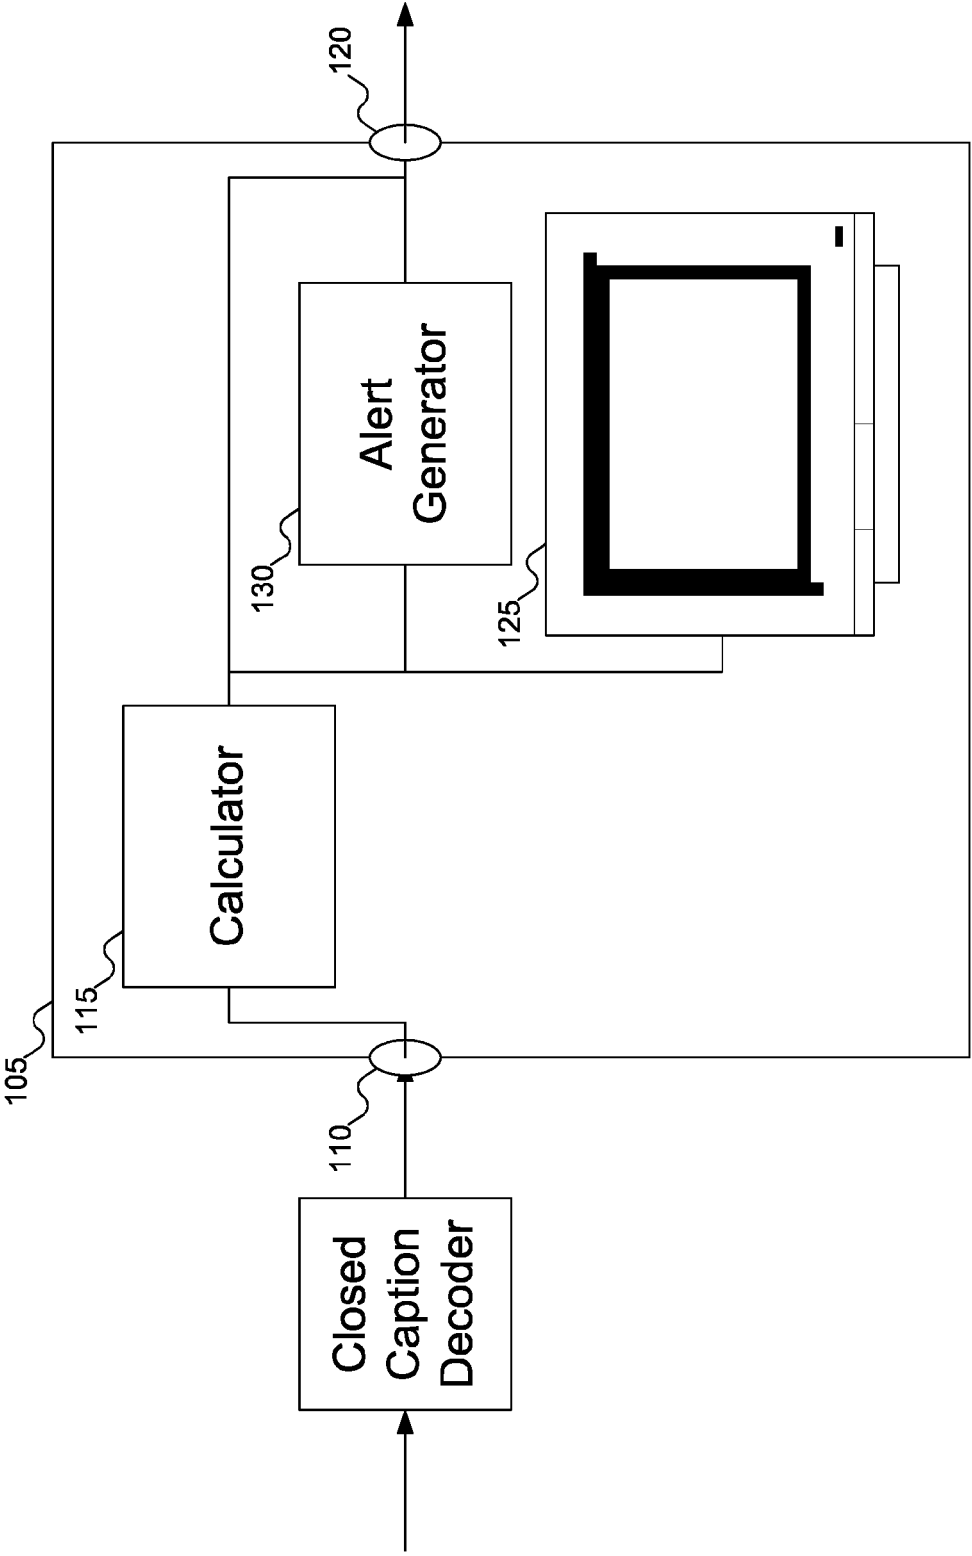 105
115
Calculator
130
Alert
Generator
120
110
Closed
Caption
Decoder
125